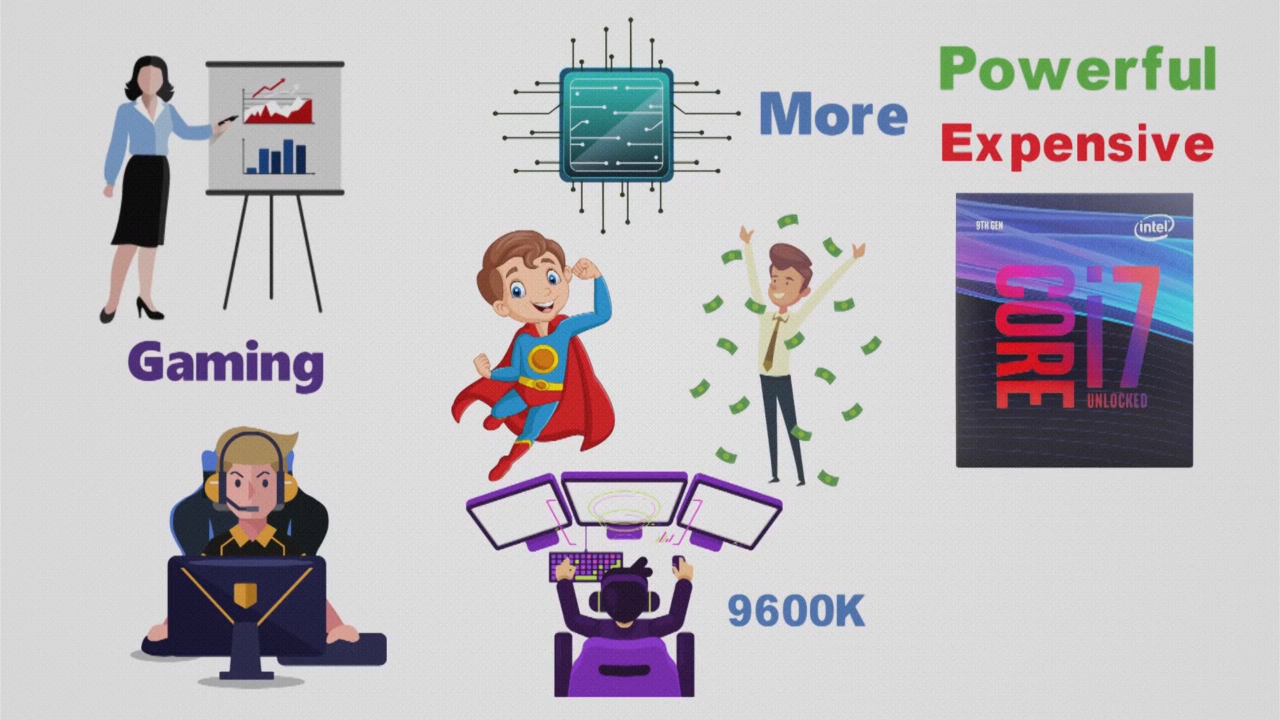 More
Powerful
Expensive
9TH GEN
intel
CORE
i7
UNLOCKED
Gaming
9600K